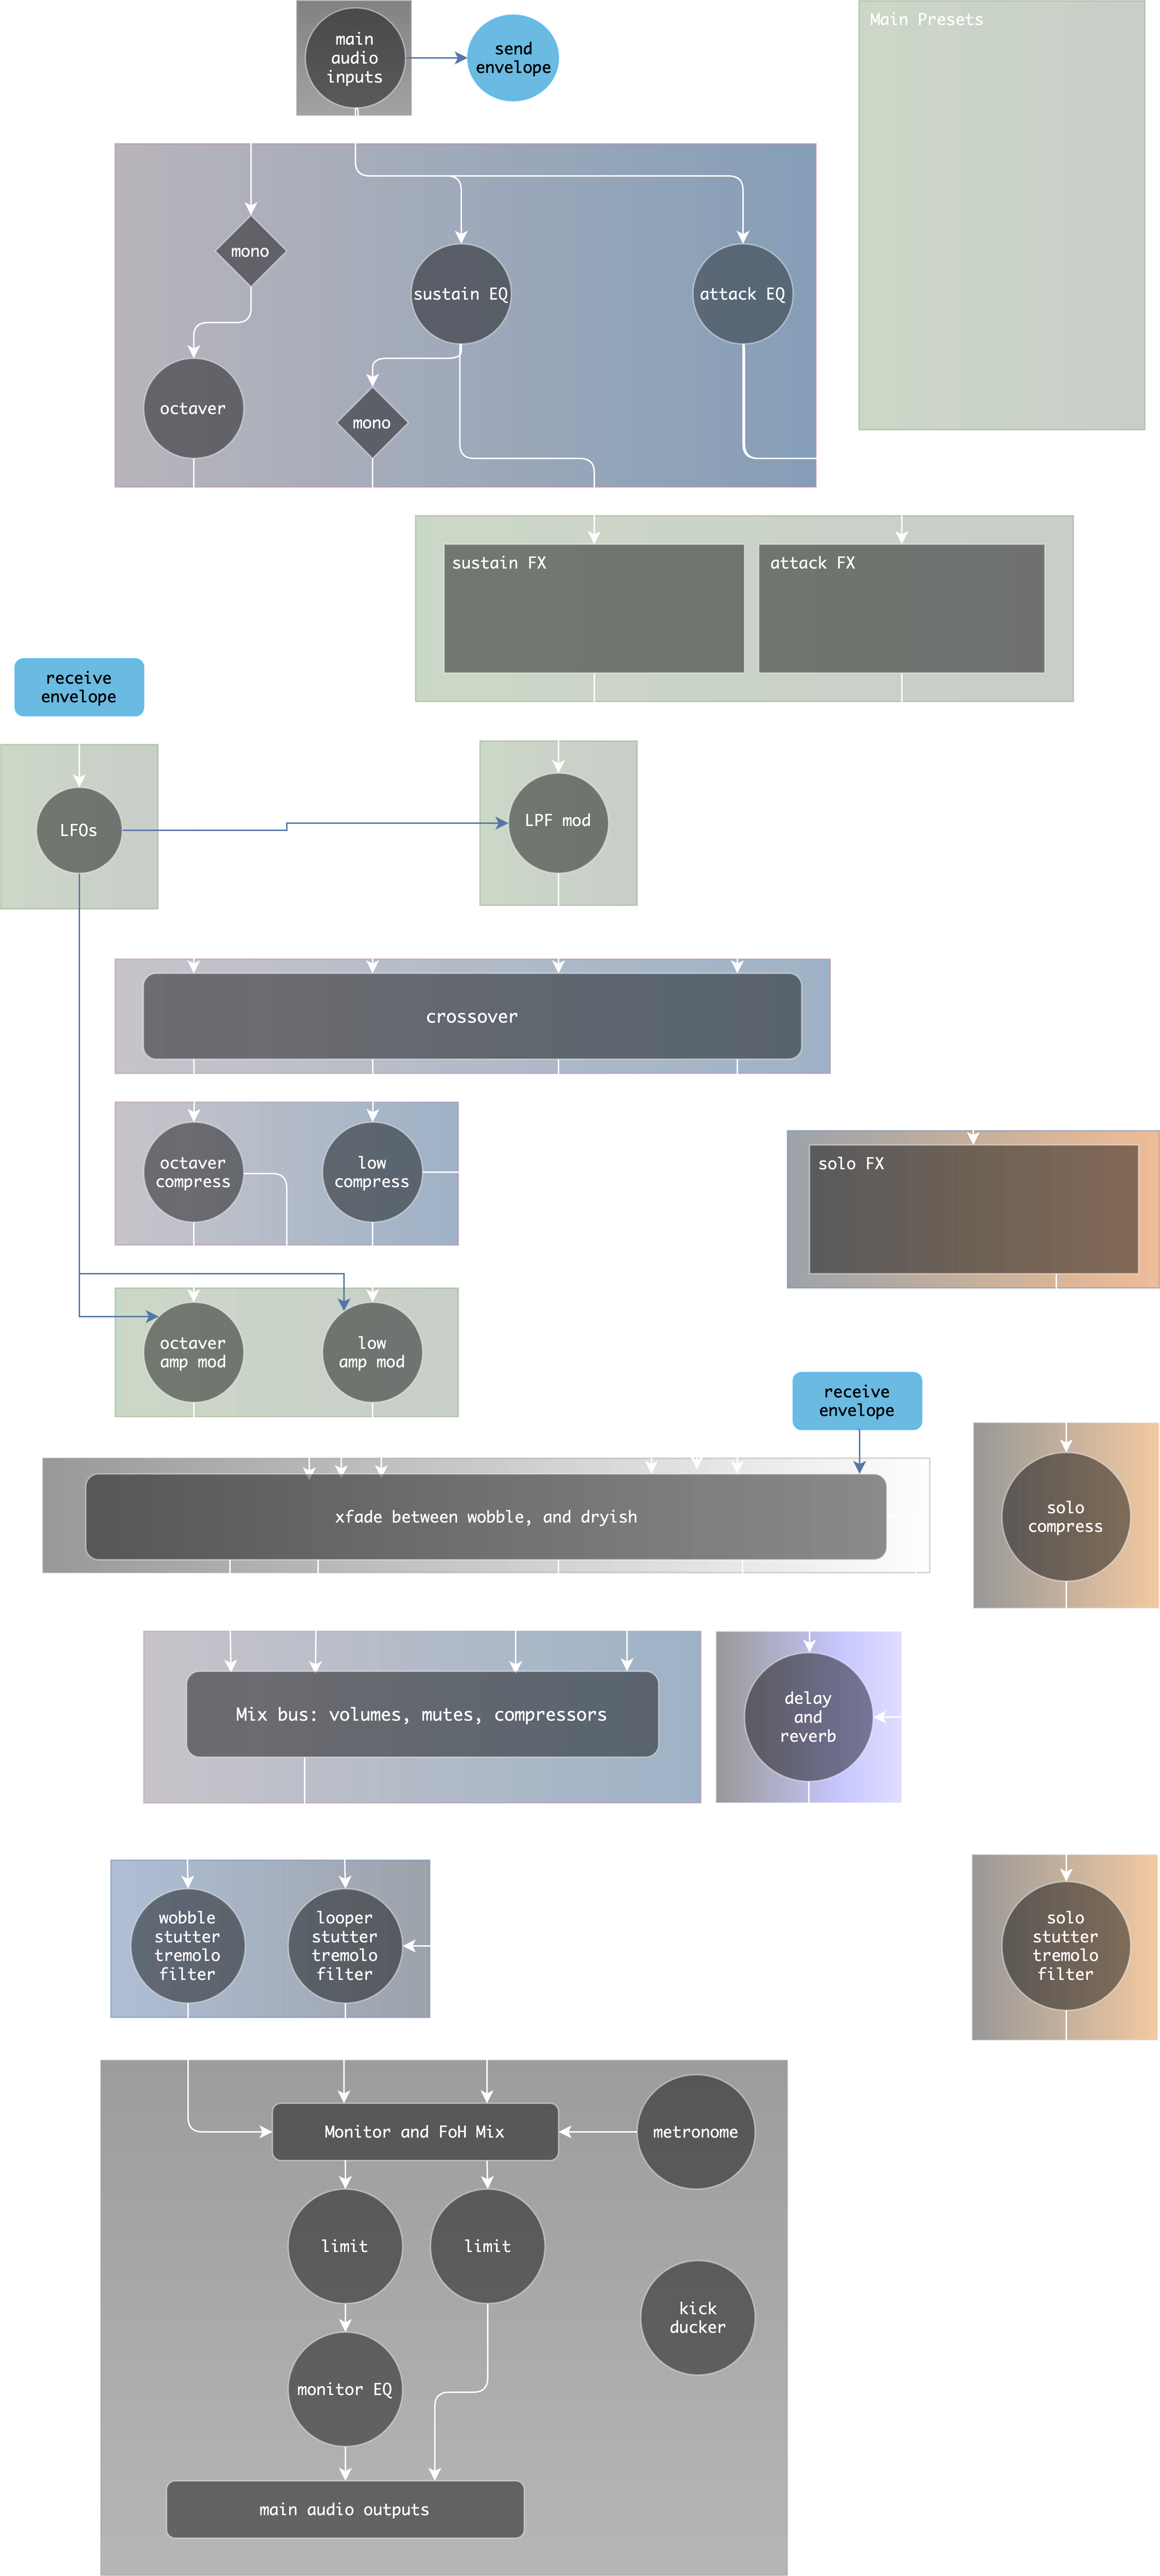 main
audio
inputs
send
envelope
Main Presets
mono
sustain EQ
attack EQ
octaver
mono
sustain FX
attack FX
receive
envelope
LFOs
LPF mod
crossover
octaver
compress
low
compress
solo FX
octaver
amp mod
low
amp mod
receive
envelope
xfade between wobble, and dryish
solo
compress
Mix bus: volumes, mutes, compressors
delay
and
reverb
wobble
stutter
tremolo
filter
looper
stutter
tremolo
filter
solo
stutter
tremolo
filter
Monitor and FoH Mix
metronome
limit
limit
kick
ducker
monitor EQ
main audio outputs